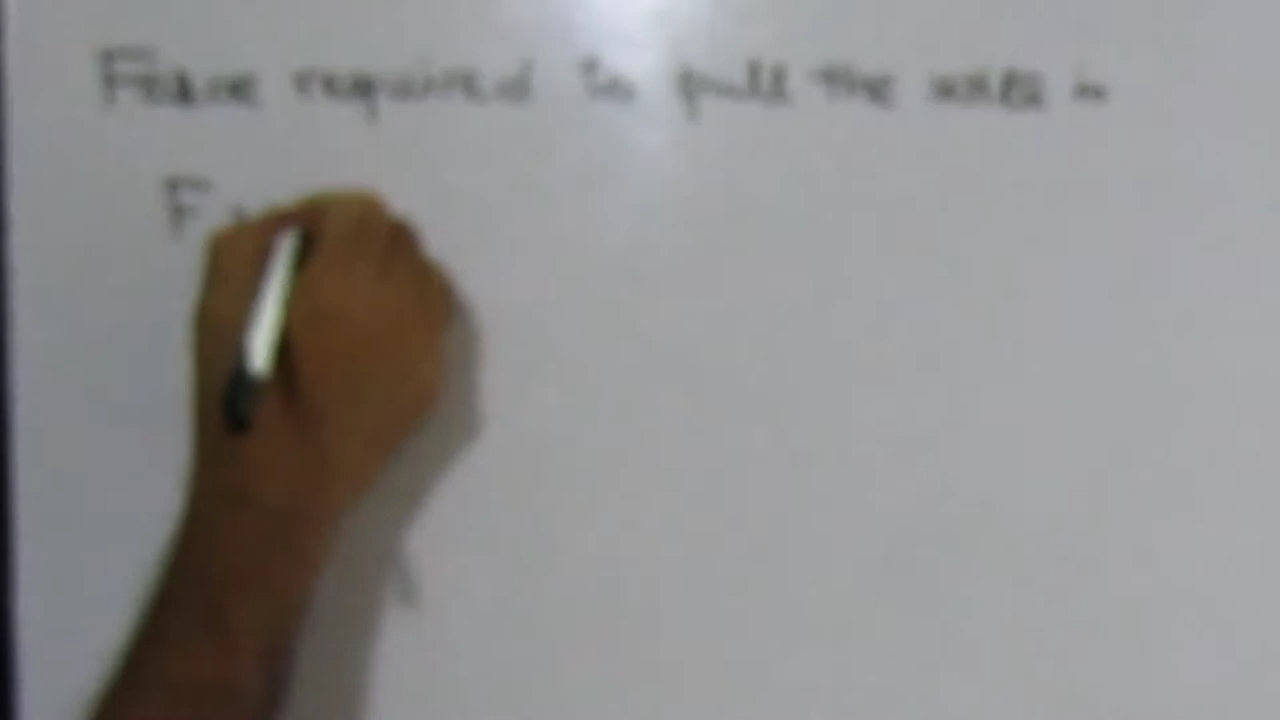 Force required to pull the wire is
F